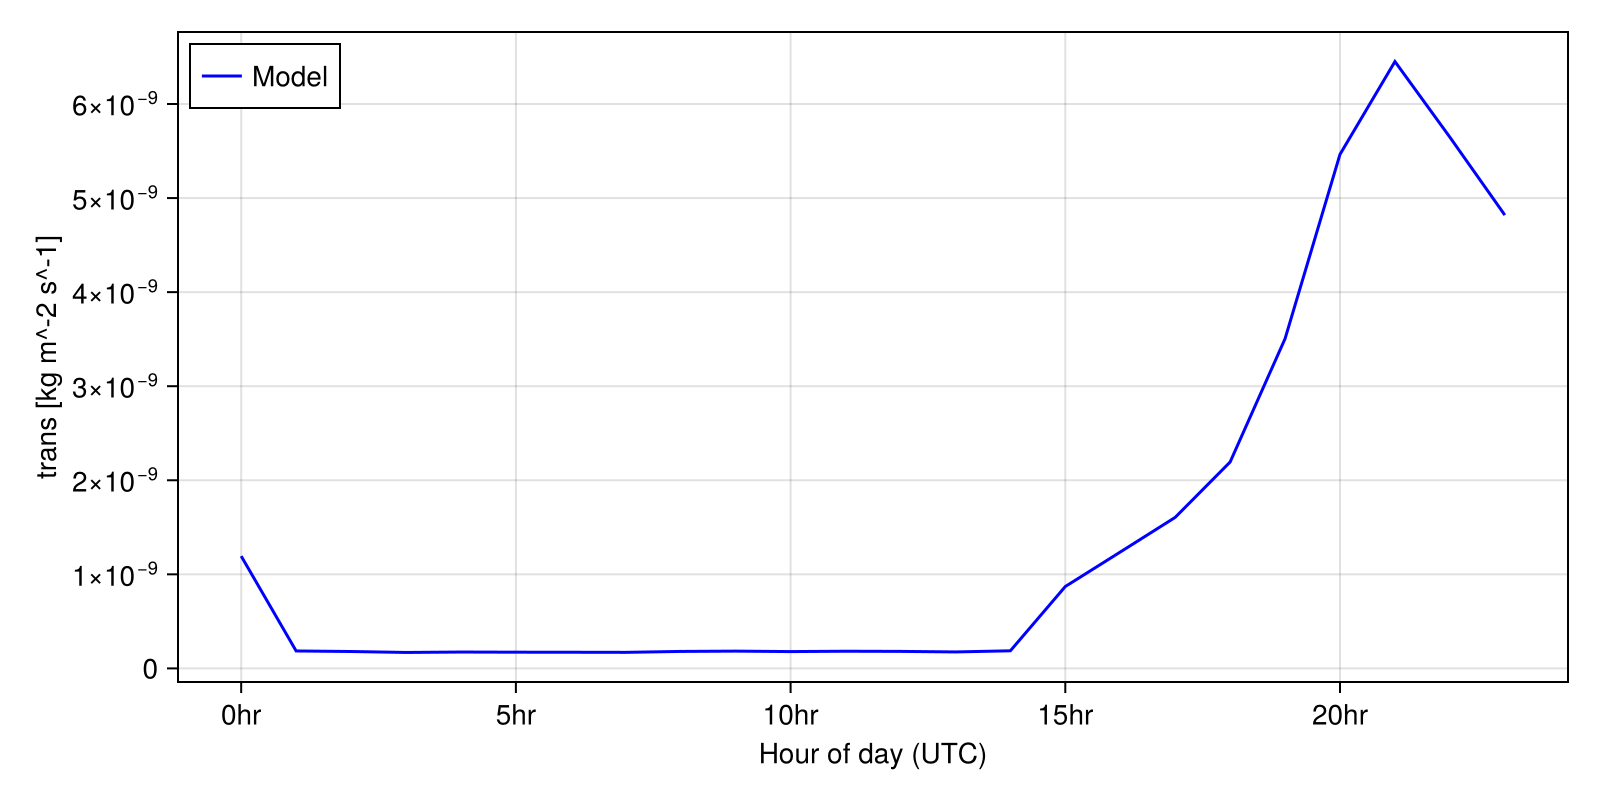 Model
6×10⁻⁹
5×10⁻⁹
4×10⁻⁹
3×10⁻⁹
2×10⁻⁹
1×10⁻⁹
0
trans [kg m^-2 s^-1]
0hr 5hr 10hr 15hr 20hr
Hour of day (UTC)